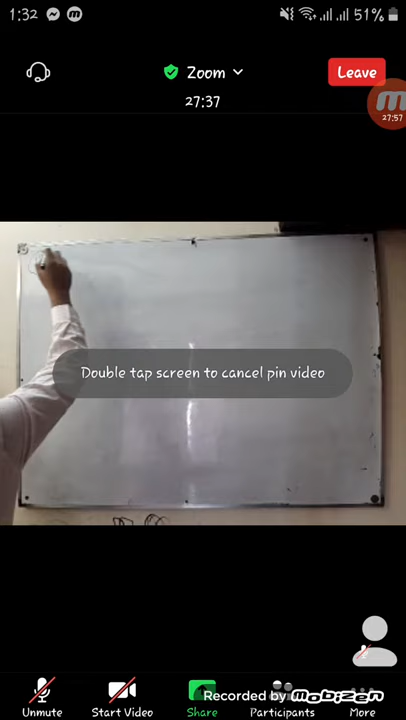 1:32 51%
Zoom
Leave
27:37
27:57
Double tap screen to cancel pin video
Recorded by mobizen
Unmute Start Video Share Participants More